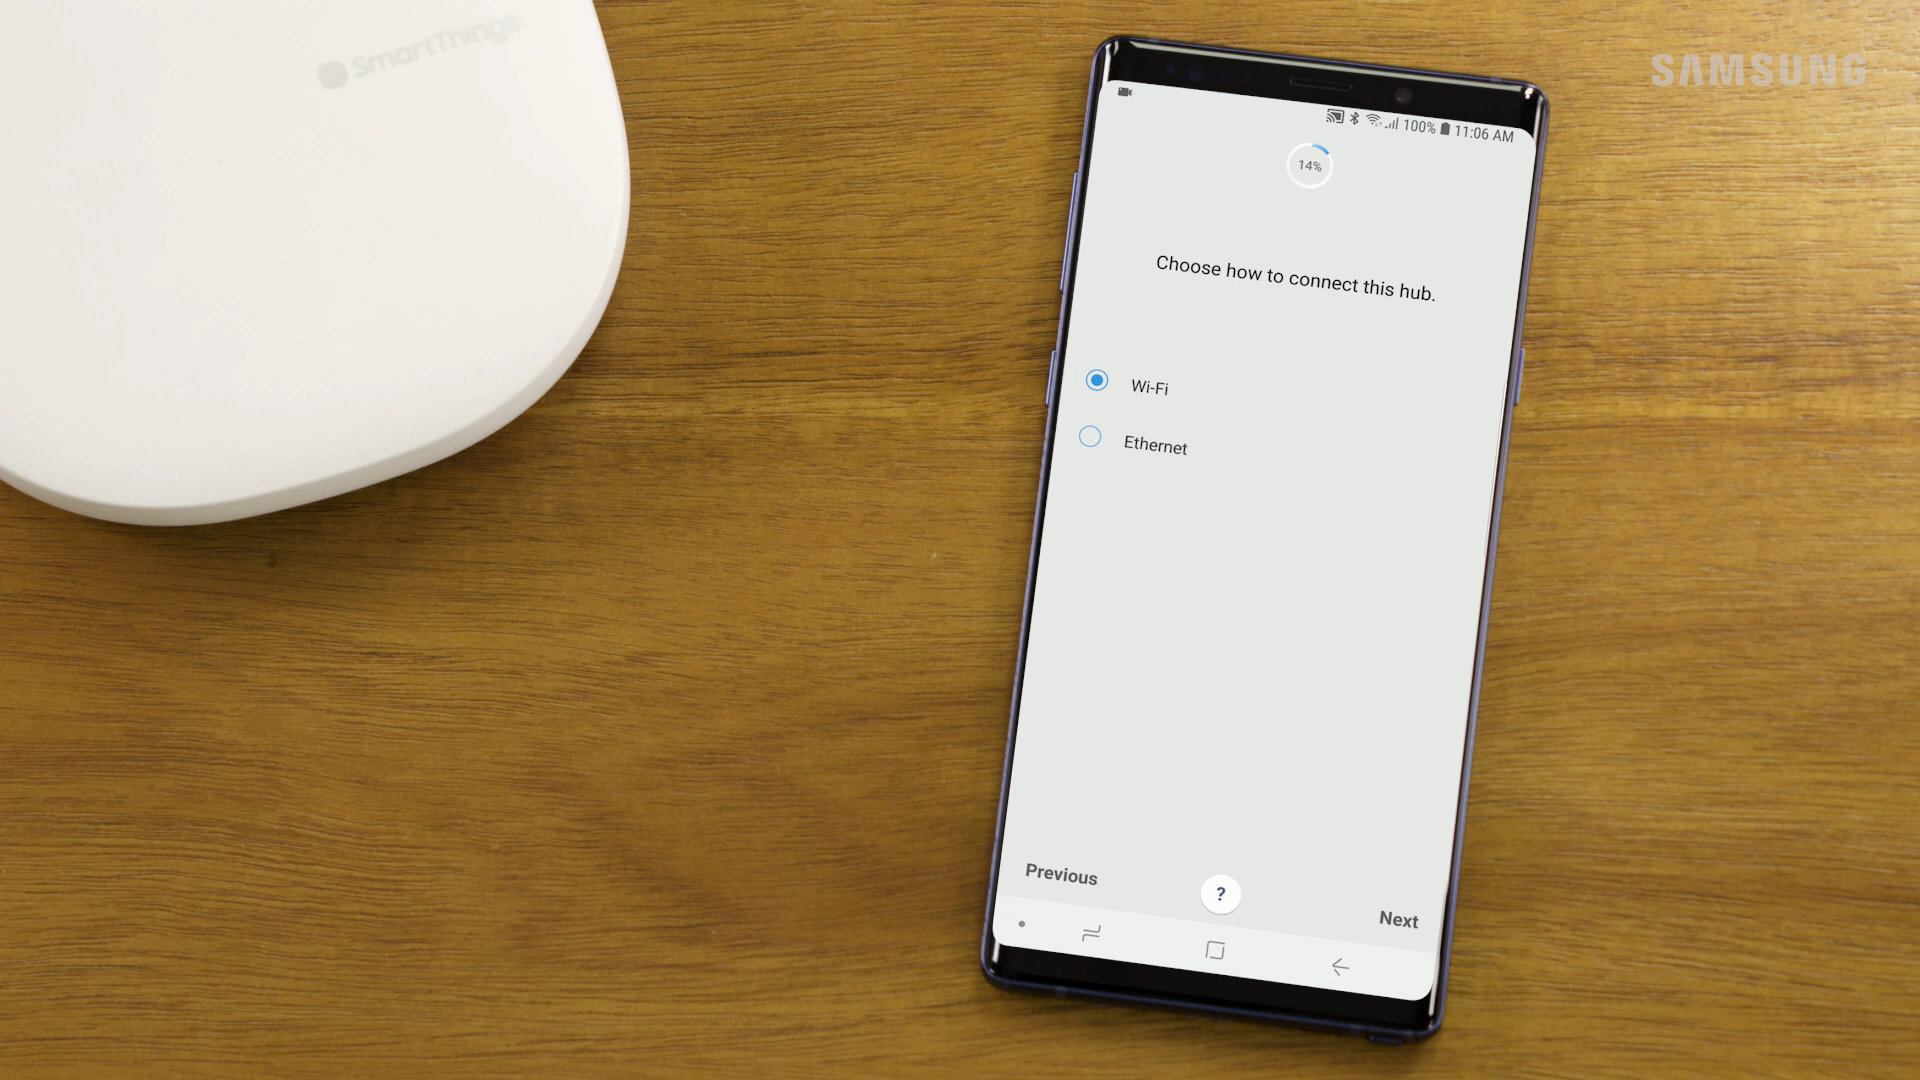 SmartThings
SAMSUNG
100% 11:06 AM
14%
Choose how to connect this hub.
Wi-Fi
Ethernet
Previous
?
Next